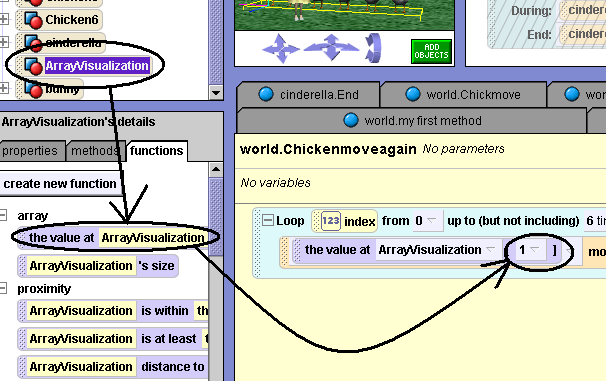 Chicken6
cinderella
ArrayVisualization
bunny
ADD OBJECTS
During: cinde
End: cinder
ArrayVisualization's details
properties methods functions
create new function
array
the value at ArrayVisualization
ArrayVisualization 's size
proximity
ArrayVisualization is within
ArrayVisualization is at least
ArrayVisualization distance to
cinderella.End world.Chickmove
world.my first method
world.Chickenmoveagain No parameters
No variables
Loop 123 index from 0 up to (but not including) 6
the value at ArrayVisualization 1 ] mo